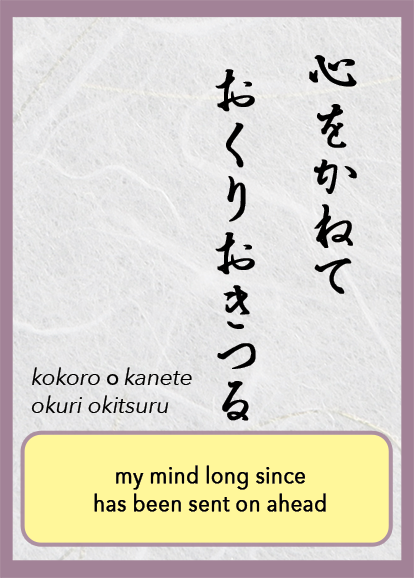 心をかねて
おくりおきつる
kokoro o kanete
okuri okitsuru
my mind long since
has been sent on ahead